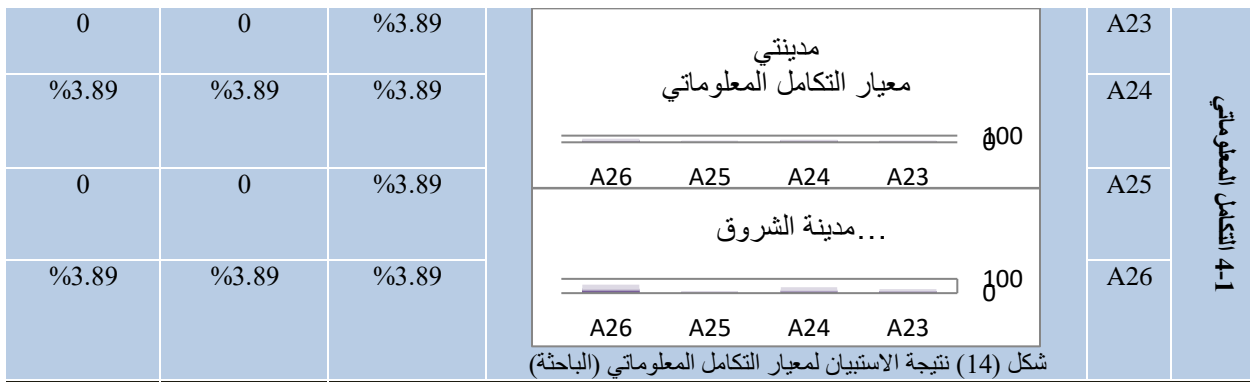 4-1 التكامل المعلوماتي
A23
مدينتي
معيار التكامل المعلوماتي
100
0
A23 A24 A25 A26
مدينة الشروق...
100
0
A23 A24 A25 A26
شكل (14) نتيجة الاستبيان لمعيار التكامل المعلوماتي (الباحثة)
%3.89 0 0
A24 %3.89 %3.89 %3.89
A25 %3.89 0 0
A26 %3.89 %3.89 %3.89